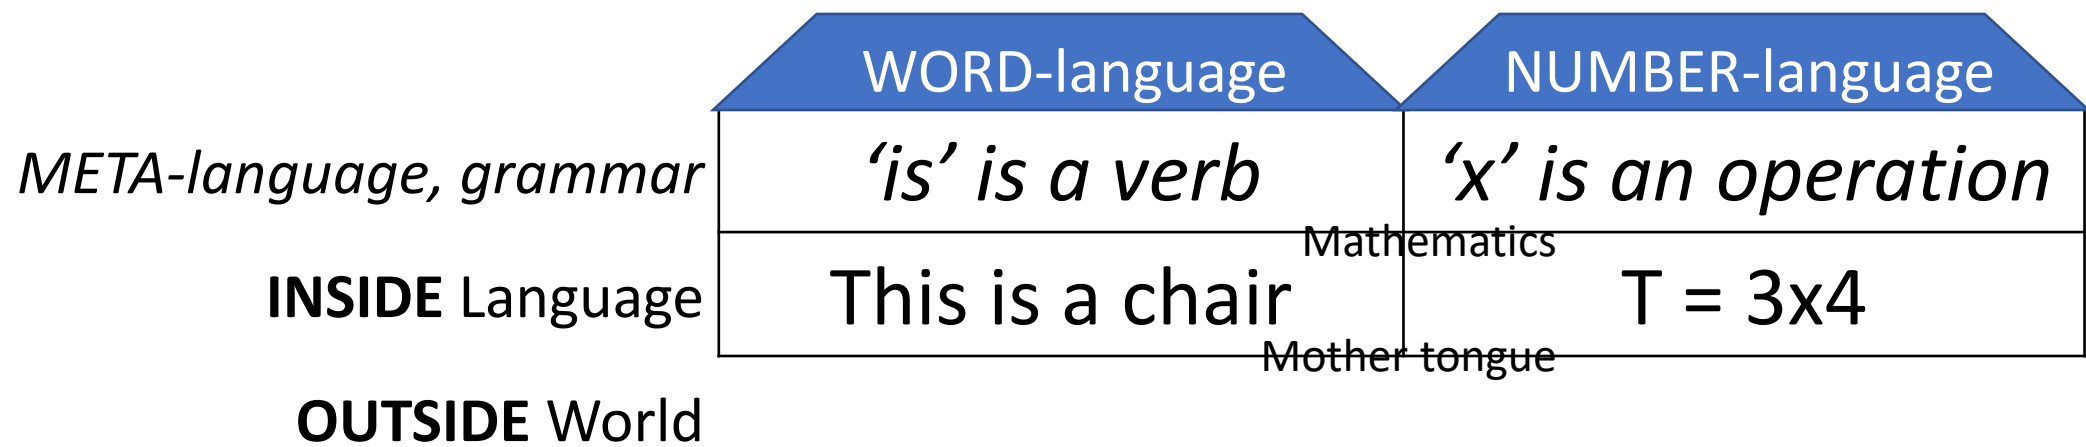 WORD-language NUMBER-language
META-language, grammar ‘is’ is a verb ‘x’ is an operation
Mathematics
INSIDE Language This is a chair T = 3x4
Mother tongue
OUTSIDE World